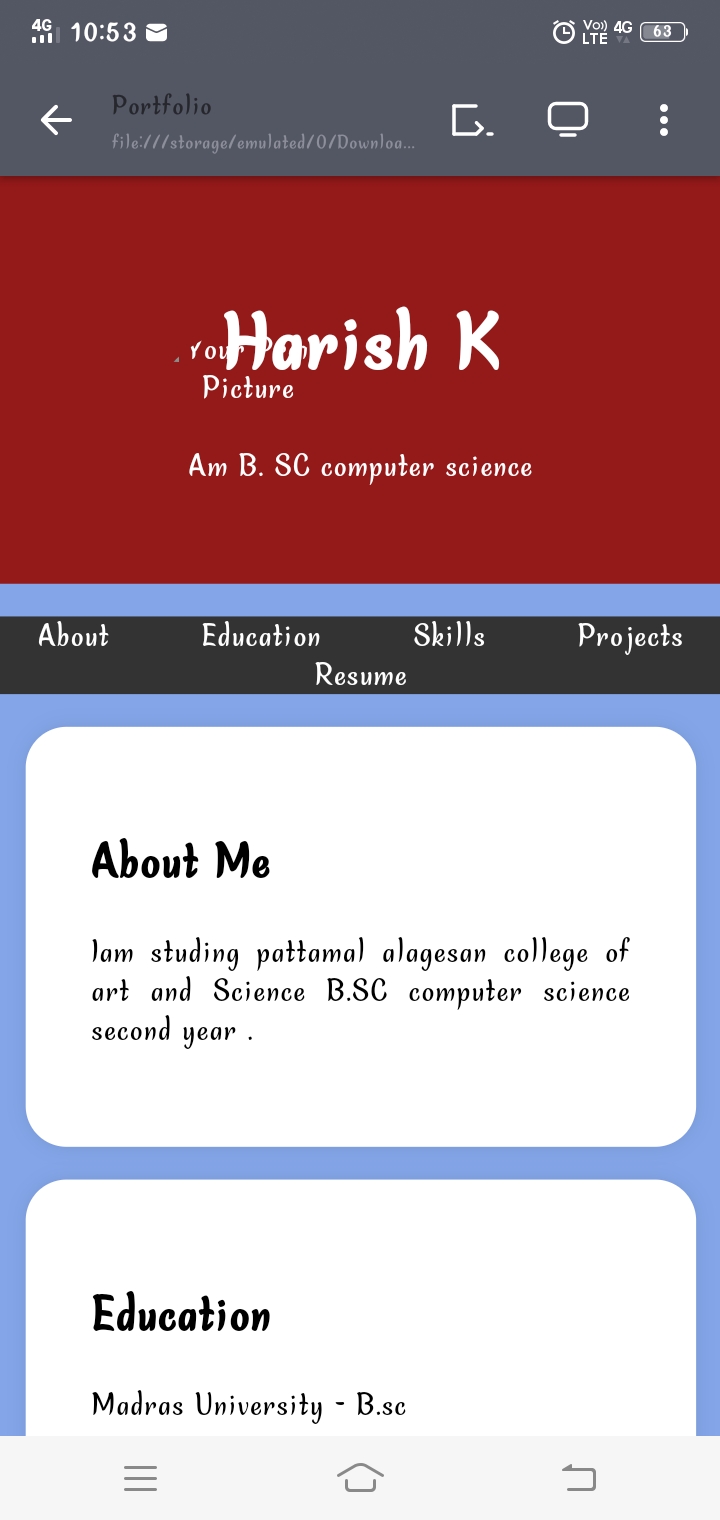 4G 10:53 Vo)) LTE 4G 63
Portfolio
file:///storage/emulated/0/Downloa...
Harish K
Your
Picture
Am B. SC computer science
About Education Skills Projects
Resume
About Me
Iam studing pattamal alagesan college of
art and Science B.SC computer science
second year .
Education
Madras University - B.sc